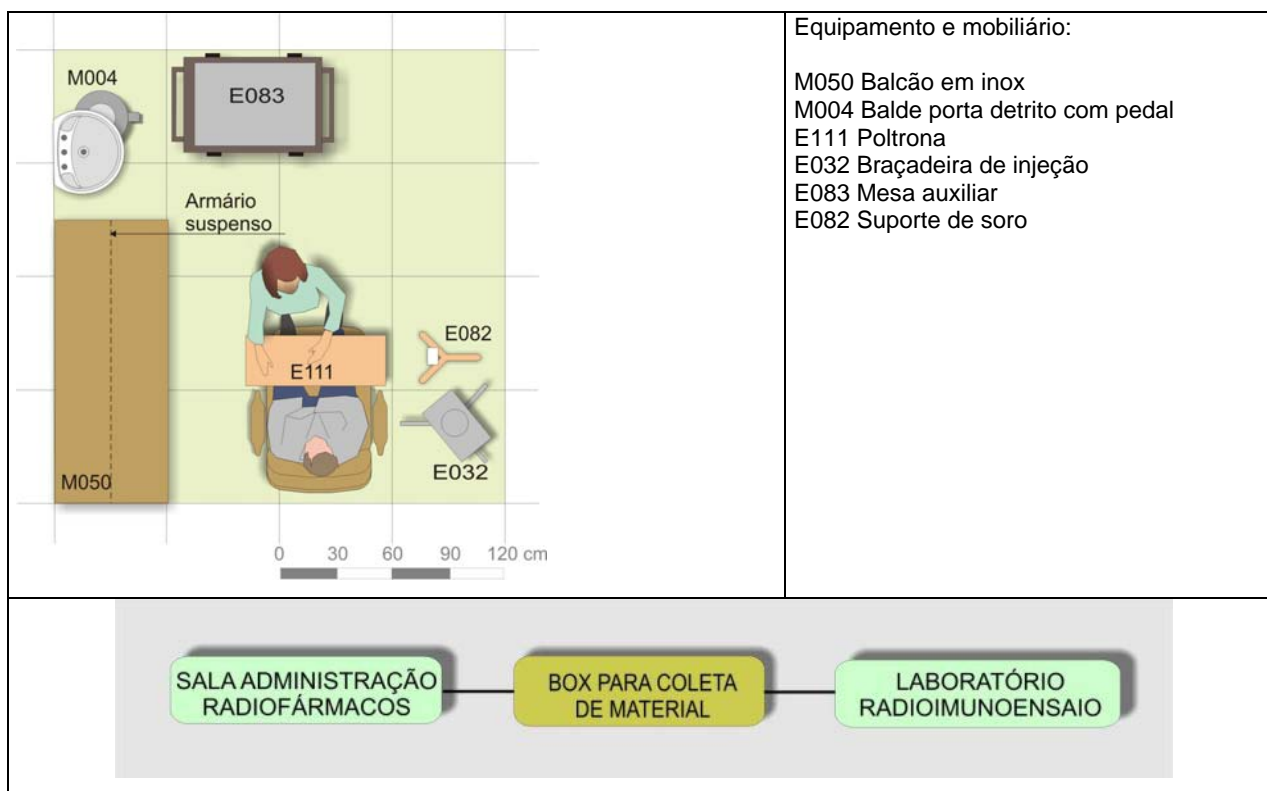 M004
E083
Armário
suspenso
E082
E111
E032
M050
0 30 60 90 120 cm
Equipamento e mobiliário:
M050 Balcão em inox
M004 Balde porta detrito com pedal
E111 Poltrona
E032 Braçadeira de injeção
E083 Mesa auxiliar
E082 Suporte de soro
SALA ADMINISTRAÇÃO
RADIOFÁRMACOS
BOX PARA COLETA
DE MATERIAL
LABORATÓRIO
RADIOIMUNOENSAIO